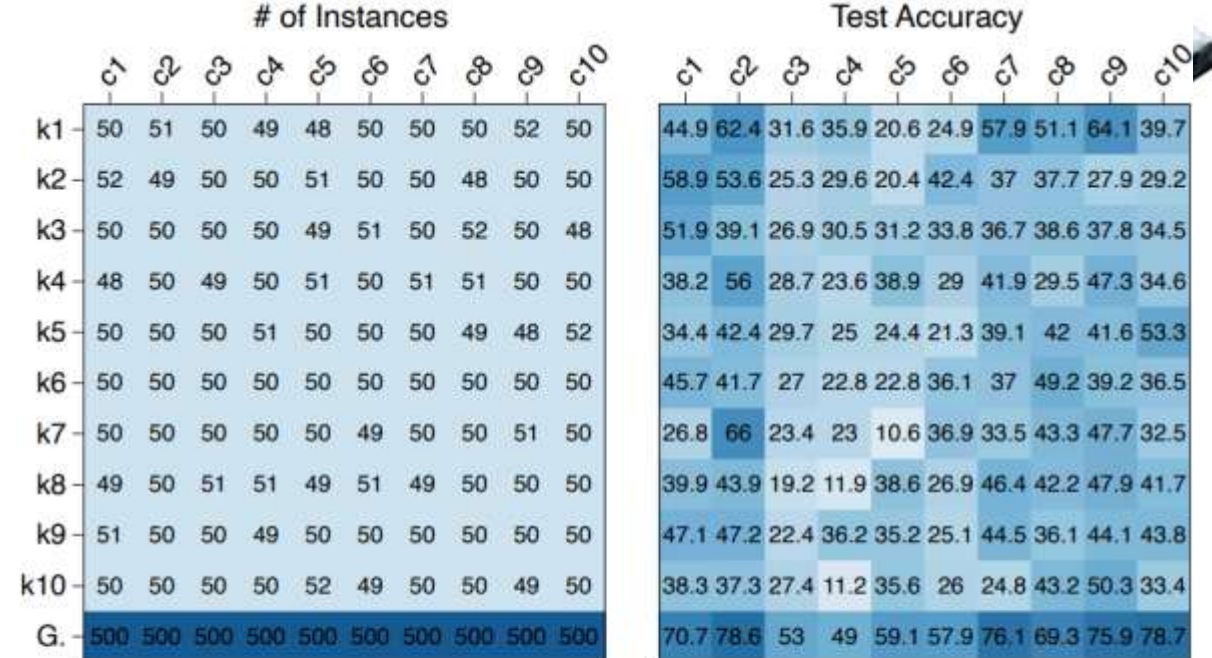 # of Instances Test Accuracy
c1 c2 c3 c4 c5 c6 c7 c8 c9 c10 c1 c2 c3 c4 c5 c6 c7 c8 c9 c10
k1 50 51 50 49 48 50 50 50 52 50 44.9 62.4 31.6 35.9 20.6 24.9 57.9 51.1 64.1 39.7
k2 52 49 50 50 51 50 50 48 50 50 58.9 53.6 25.3 29.6 20.4 42.4 37 37.7 27.9 29.2
k3 50 50 50 50 49 51 50 52 50 48 51.9 39.1 26.9 30.5 31.2 33.8 36.7 38.6 37.8 34.5
k4 48 50 49 50 51 50 51 51 50 50 38.2 56 28.7 23.6 38.9 29 41.9 29.5 47.3 34.6
k5 50 50 50 51 50 50 50 49 48 52 34.4 42.4 29.7 25 24.4 21.3 39.1 42 41.6 53.3
k6 50 50 50 50 50 50 50 50 50 50 45.7 41.7 27 22.8 22.8 36.1 37 49.2 39.2 36.5
k7 50 50 50 50 50 49 50 50 51 50 26.8 66 23.4 23 10.6 36.9 33.5 43.3 47.7 32.5
k8 49 50 51 51 49 51 49 50 50 50 39.9 43.9 19.2 11.9 38.6 26.9 46.4 42.2 47.9 41.7
k9 51 50 50 49 50 50 50 50 50 50 47.1 47.2 22.4 36.2 35.2 25.1 44.5 36.1 44.1 43.8
k10 50 50 50 50 52 49 50 50 49 50 38.3 37.3 27.4 11.2 35.6 26 24.8 43.2 50.3 33.4
G. 500 500 500 500 500 500 500 500 500 500 70.7 78.6 53 49 59.1 57.9 76.1 69.3 75.9 78.7